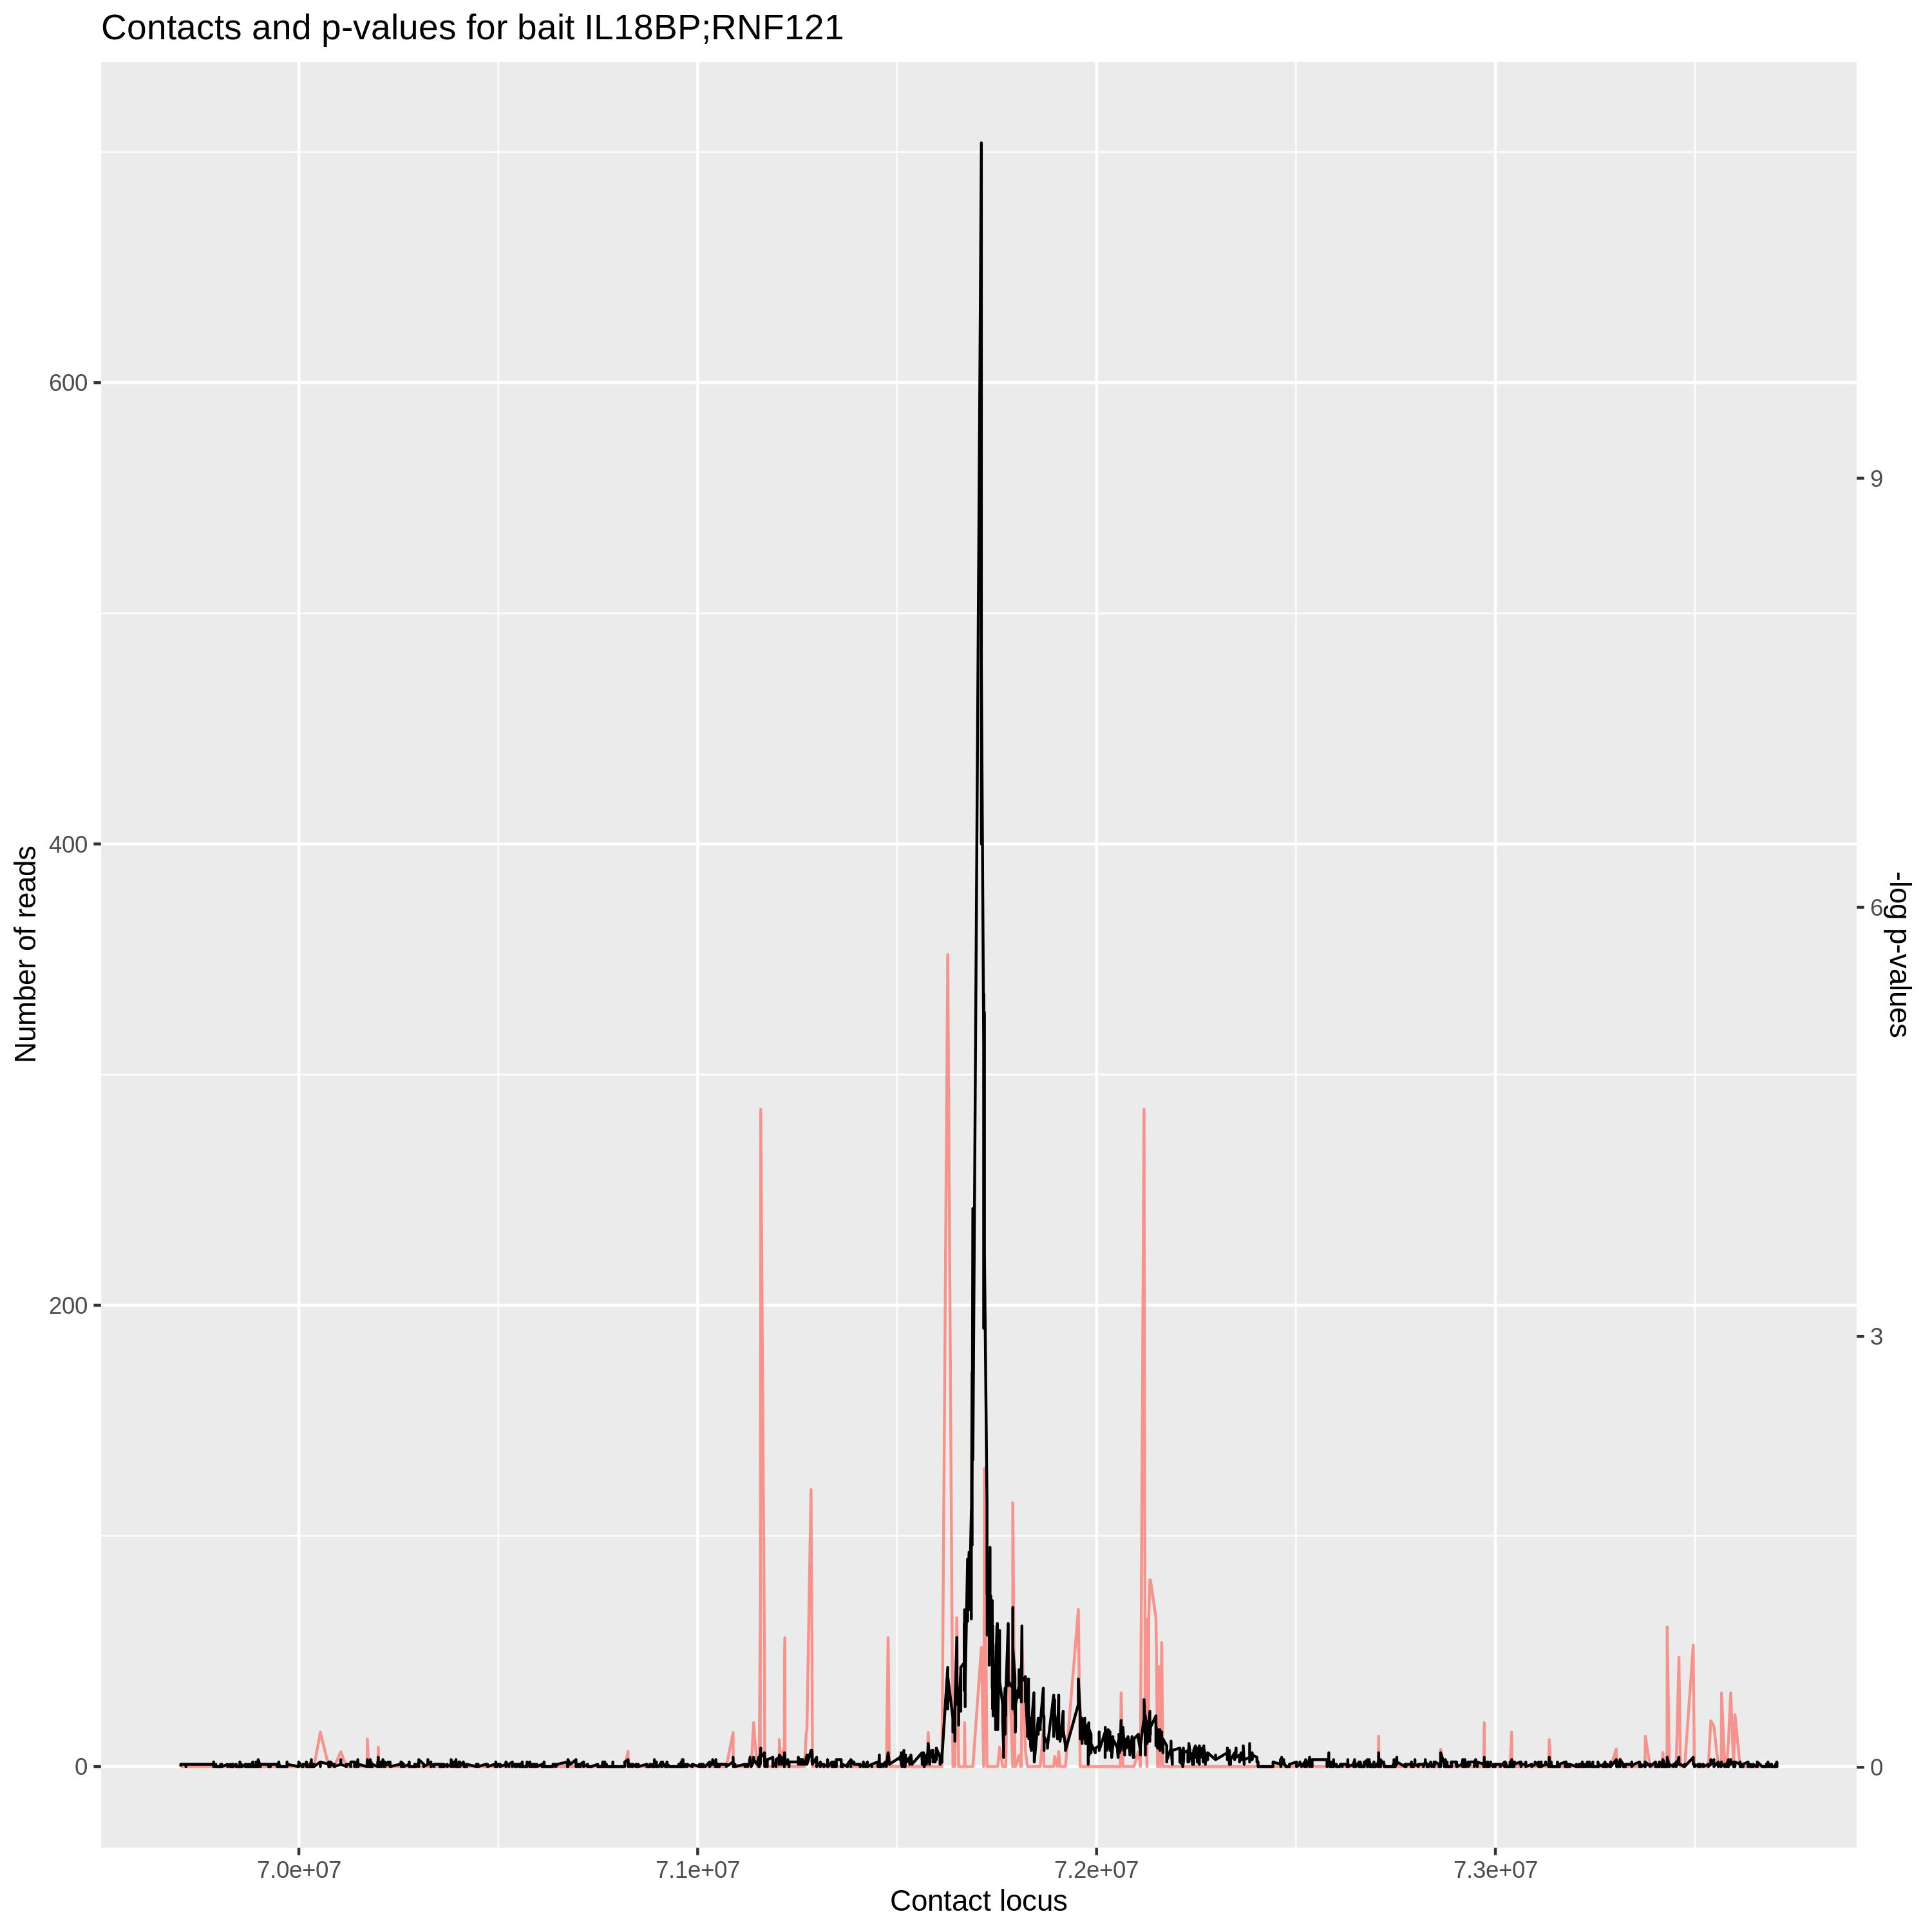 Contacts and p-values for bait IL18BP;RNF121
600
400
200
0
9
6
3
0
Number of reads
-log p-values
7.0e+07
7.1e+07
7.2e+07
7.3e+07
Contact locus